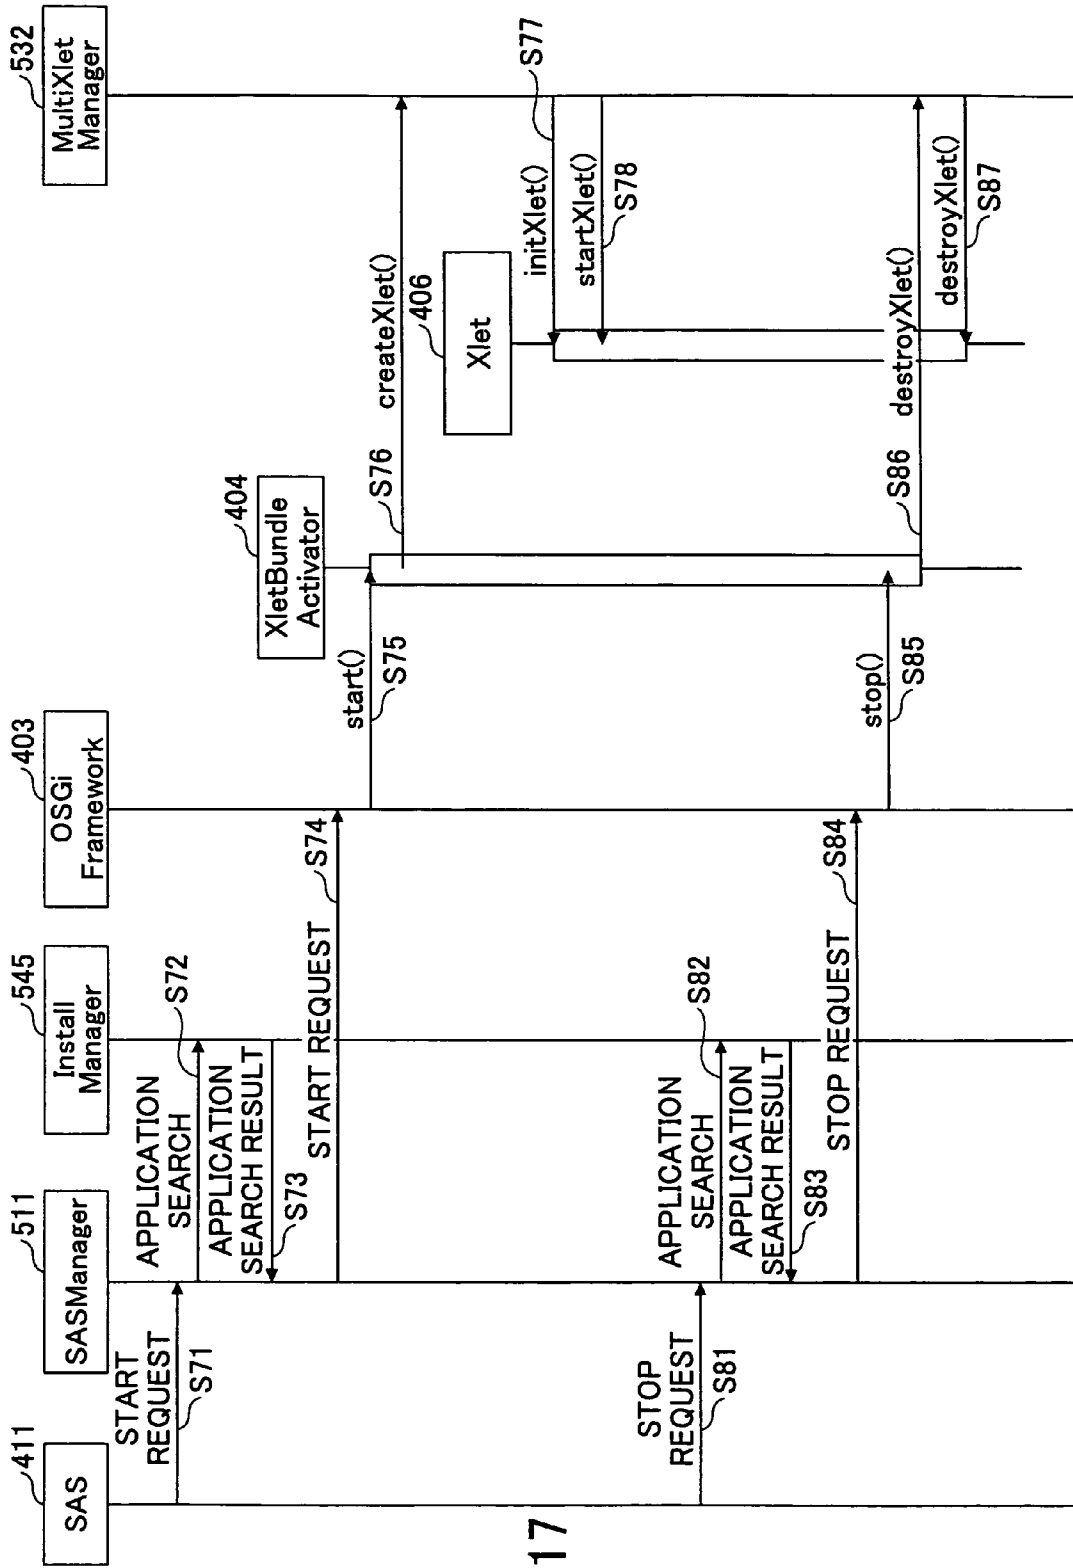 411
SAS
511
SASManager
545
Install
Manager
403
OSGi
Framework
404
XletBundle
Activator
406
Xlet
532
MultiXlet
Manager
START
REQUEST
S71
APPLICATION
SEARCH
S72
APPLICATION
SEARCH RESULT
S73
START REQUEST
S74
start()
S75
S76
createXlet()
initXlet()
S77
startXlet()
S78
STOP
REQUEST
S81
APPLICATION
SEARCH
S82
APPLICATION
SEARCH RESULT
S83
STOP REQUEST
S84
stop()
S85
S86
destroyXlet()
destroyXlet()
S87
17